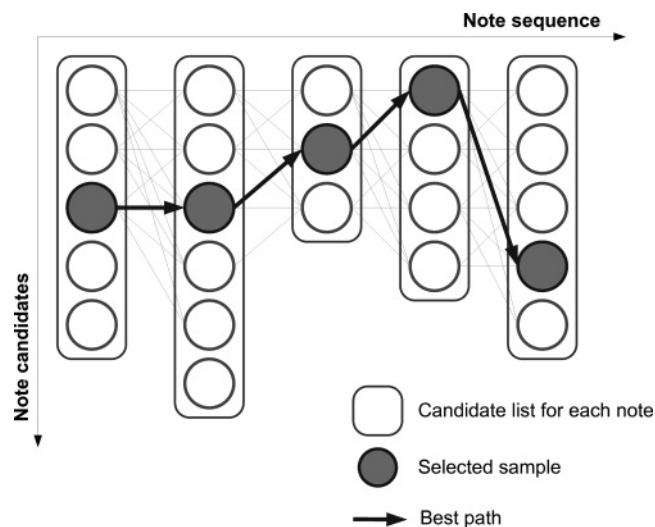 Note sequence
Note candidates
Candidate list for each note
Selected sample
Best path